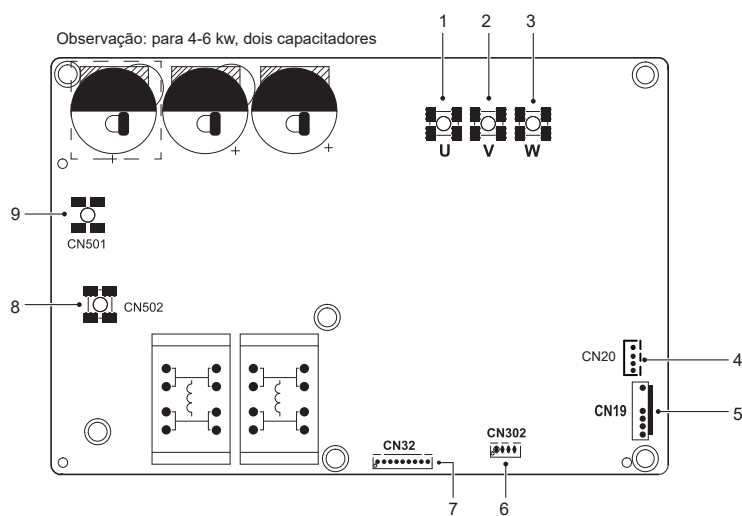 1 2 3
Observação: para 4-6 kw, dois capacitadores
U V W
9
CN501
8
CN502
CN20
4
CN19
5
CN32
CN302
7 6